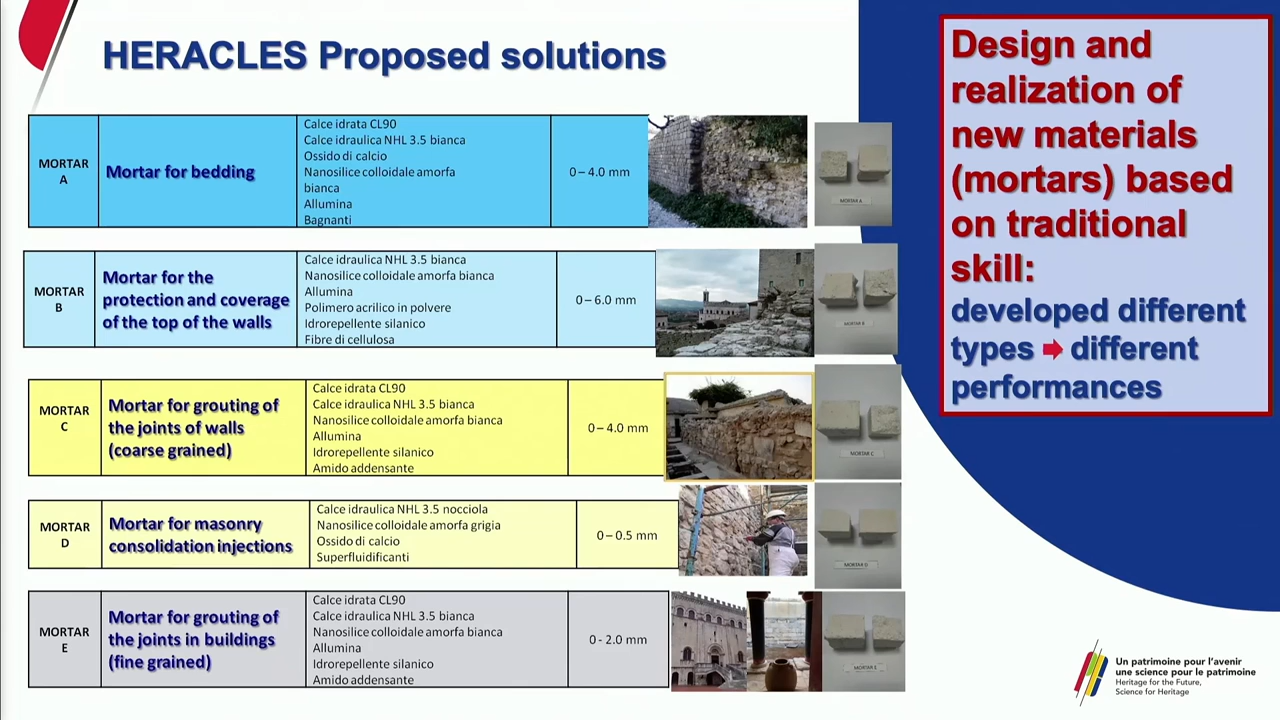 HERACLES Proposed solutions
MORTAR
A
Mortar for bedding
Calce idrata CL90
Calce idraulica NHL 3.5 bianca
Ossido di calcio
Nanosilice colloidale amorfa
bianca
Allumina
Bagnanti
0 – 4.0 mm
MORTAR A
MORTAR
B
Mortar for the
protection and coverage
of the top of the walls
Calce idraulica NHL 3.5 bianca
Nanosilice colloidale amorfa bianca
Allumina
Polimero acrilico in polvere
Idrorepellente silanico
Fibre di cellulosa
0 – 6.0 mm
MORTAR B
MORTAR
C
Mortar for grouting of
the joints of walls
(coarse grained)
Calce idrata CL90
Calce idraulica NHL 3.5 bianca
Nanosilice colloidale amorfa bianca
Allumina
Idrorepellente silanico
Amido addensante
0 – 4.0 mm
MORTAR C
MORTAR
D
Mortar for masonry
consolidation injections
Calce idraulica NHL 3.5 nocciola
Nanosilice colloidale amorfa grigia
Ossido di calcio
Superfluidificanti
0 – 0.5 mm
MORTAR D
MORTAR
E
Mortar for grouting of
the joints in buildings
(fine grained)
Calce idrata CL90
Calce idraulica NHL 3.5 bianca
Nanosilice colloidale amorfa bianca
Allumina
Idrorepellente silanico
Amido addensante
0 - 2.0 mm
MORTAR E
Design and
realization of
new materials
(mortars) based
on traditional
skill:
developed different
types ➡ different
performances
Un patrimoine pour l'avenir
une science pour le patrimoine
Heritage for the Future,
Science for Heritage